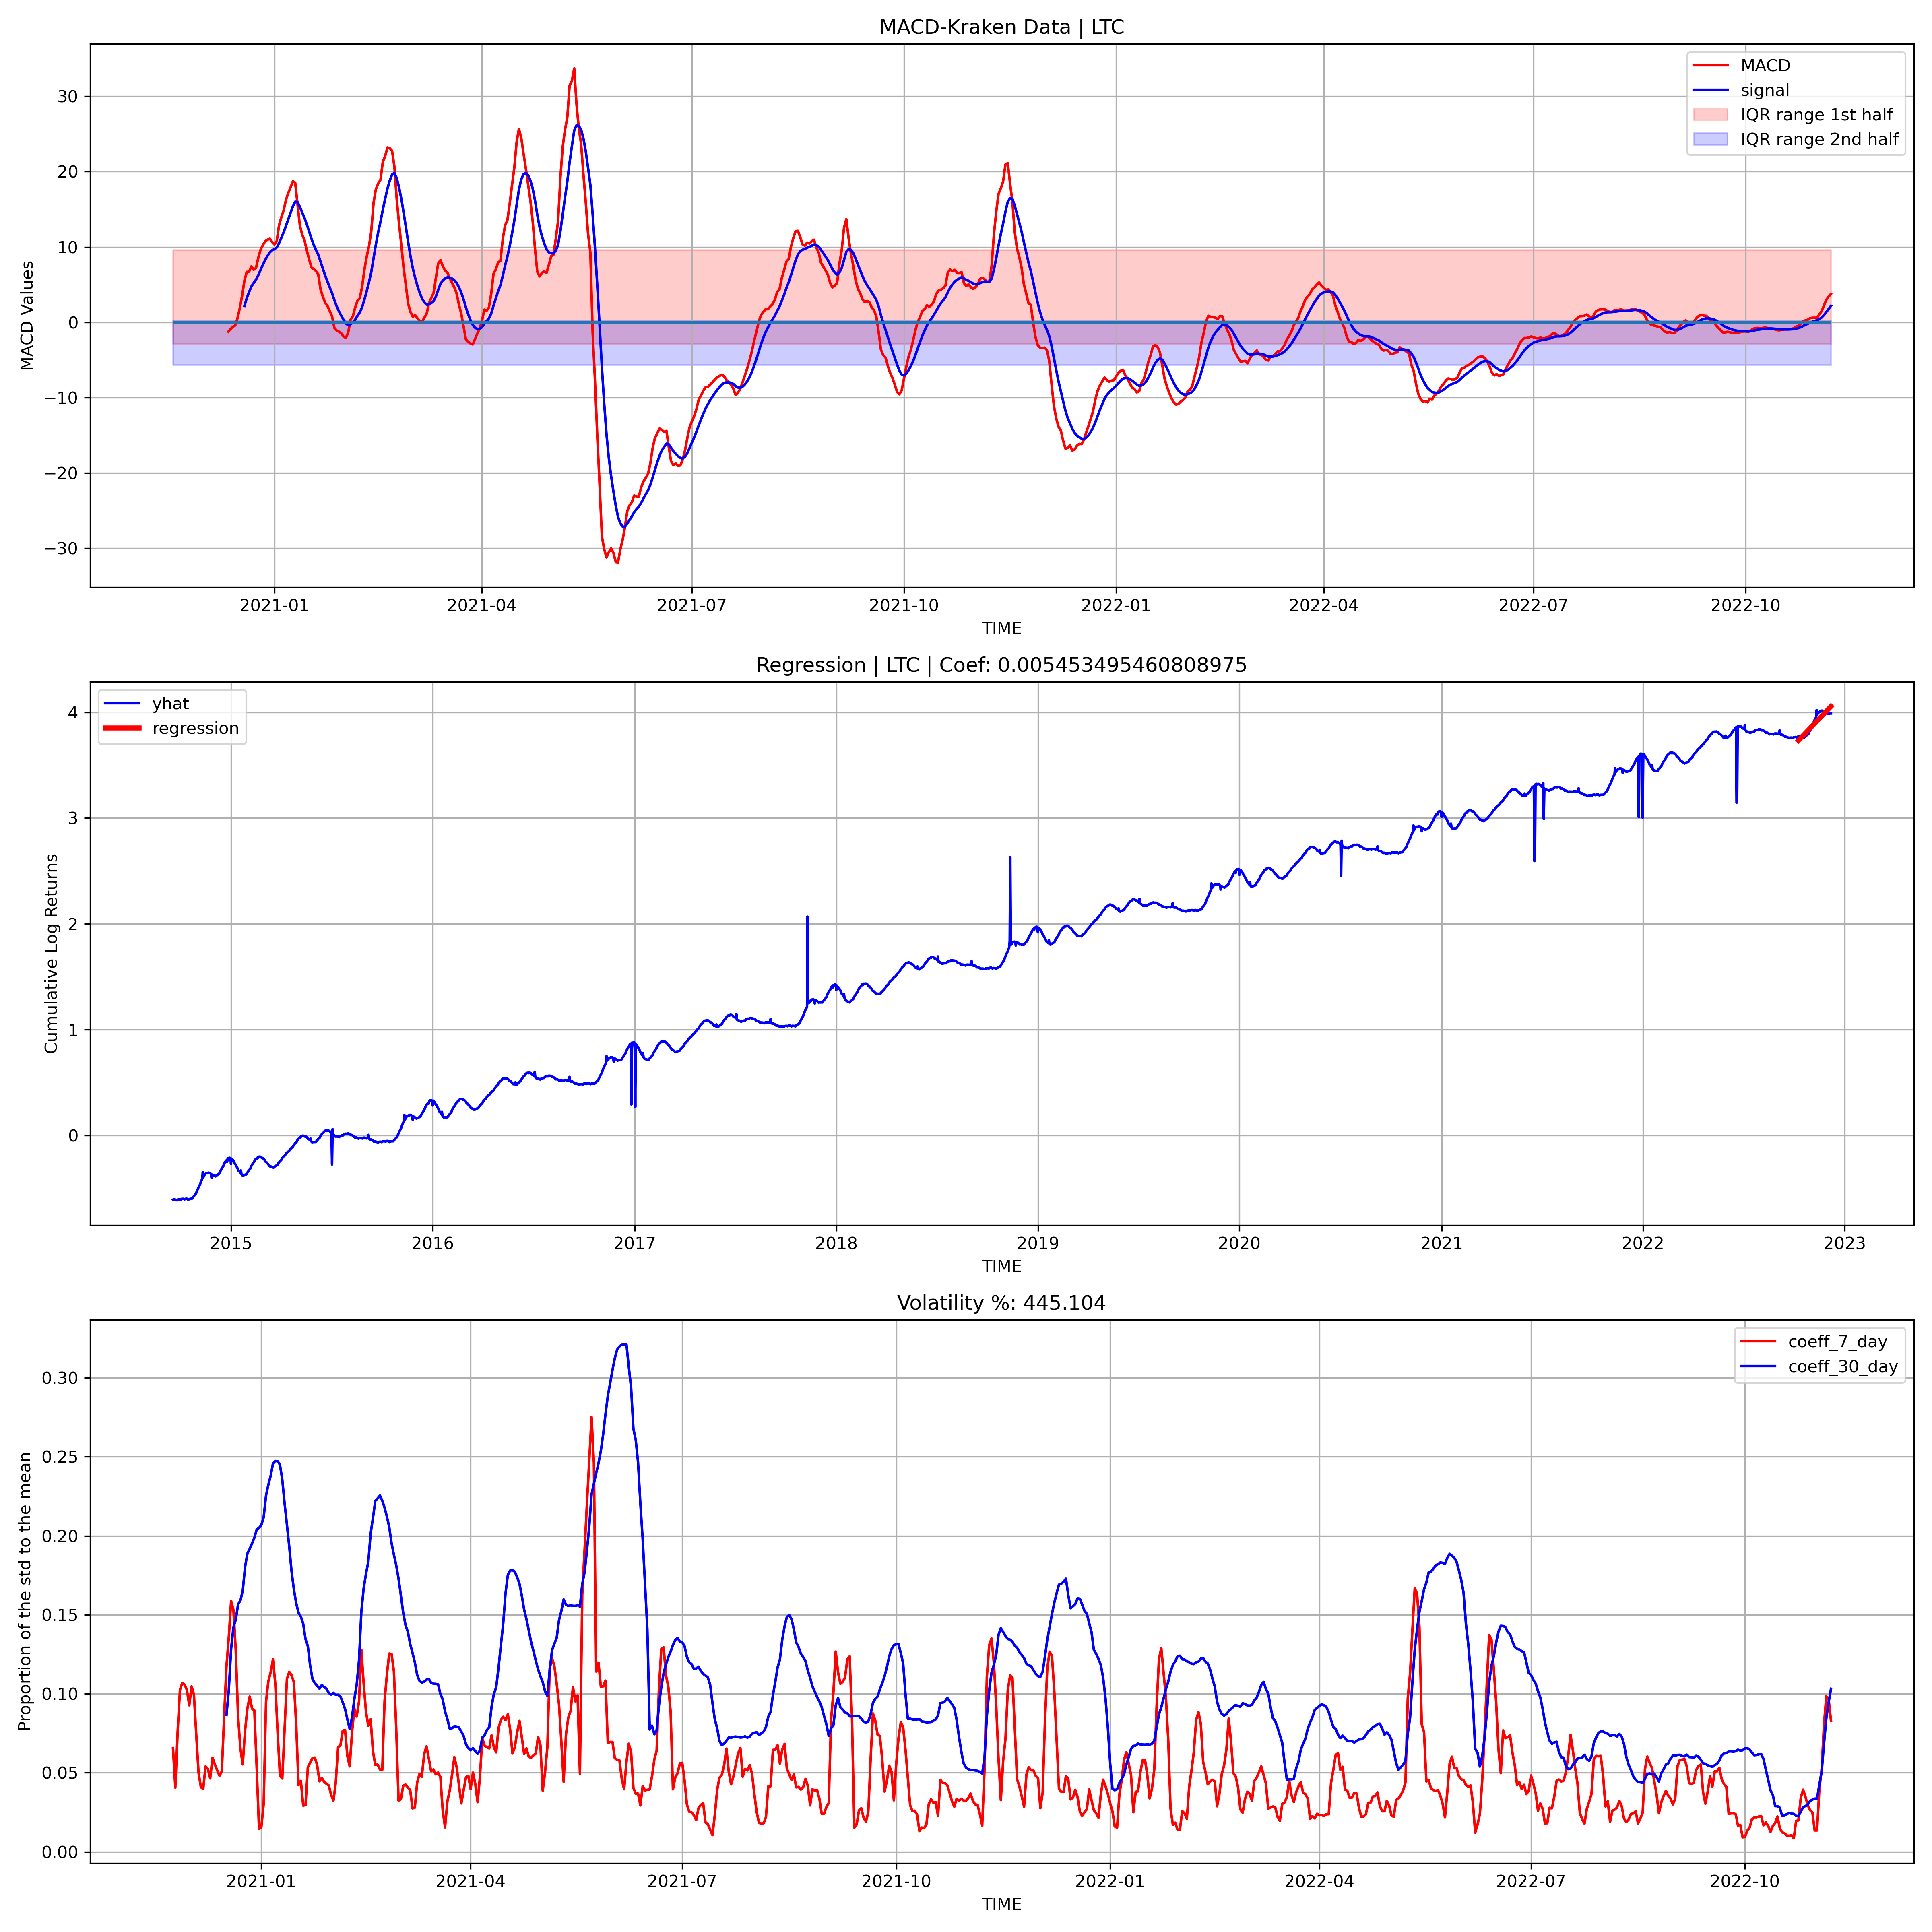 MACD-Kraken Data | LTC
MACD Values
30
20
10
0
−10
−20
−30
MACD
signal
IQR range 1st half
IQR range 2nd half
2021-01
2021-04
2021-07
2021-10
2022-01
2022-04
2022-07
2022-10
TIME
Regression | LTC | Coef: 0.005453495460808975
Cumulative Log Returns
4
3
2
1
0
yhat
regression
2015
2016
2017
2018
2019
2020
2021
2022
2023
TIME
Volatility %: 445.104
Proportion of the std to the mean
0.30
0.25
0.20
0.15
0.10
0.05
0.00
coeff_7_day
coeff_30_day
2021-01
2021-04
2021-07
2021-10
2022-01
2022-04
2022-07
2022-10
TIME